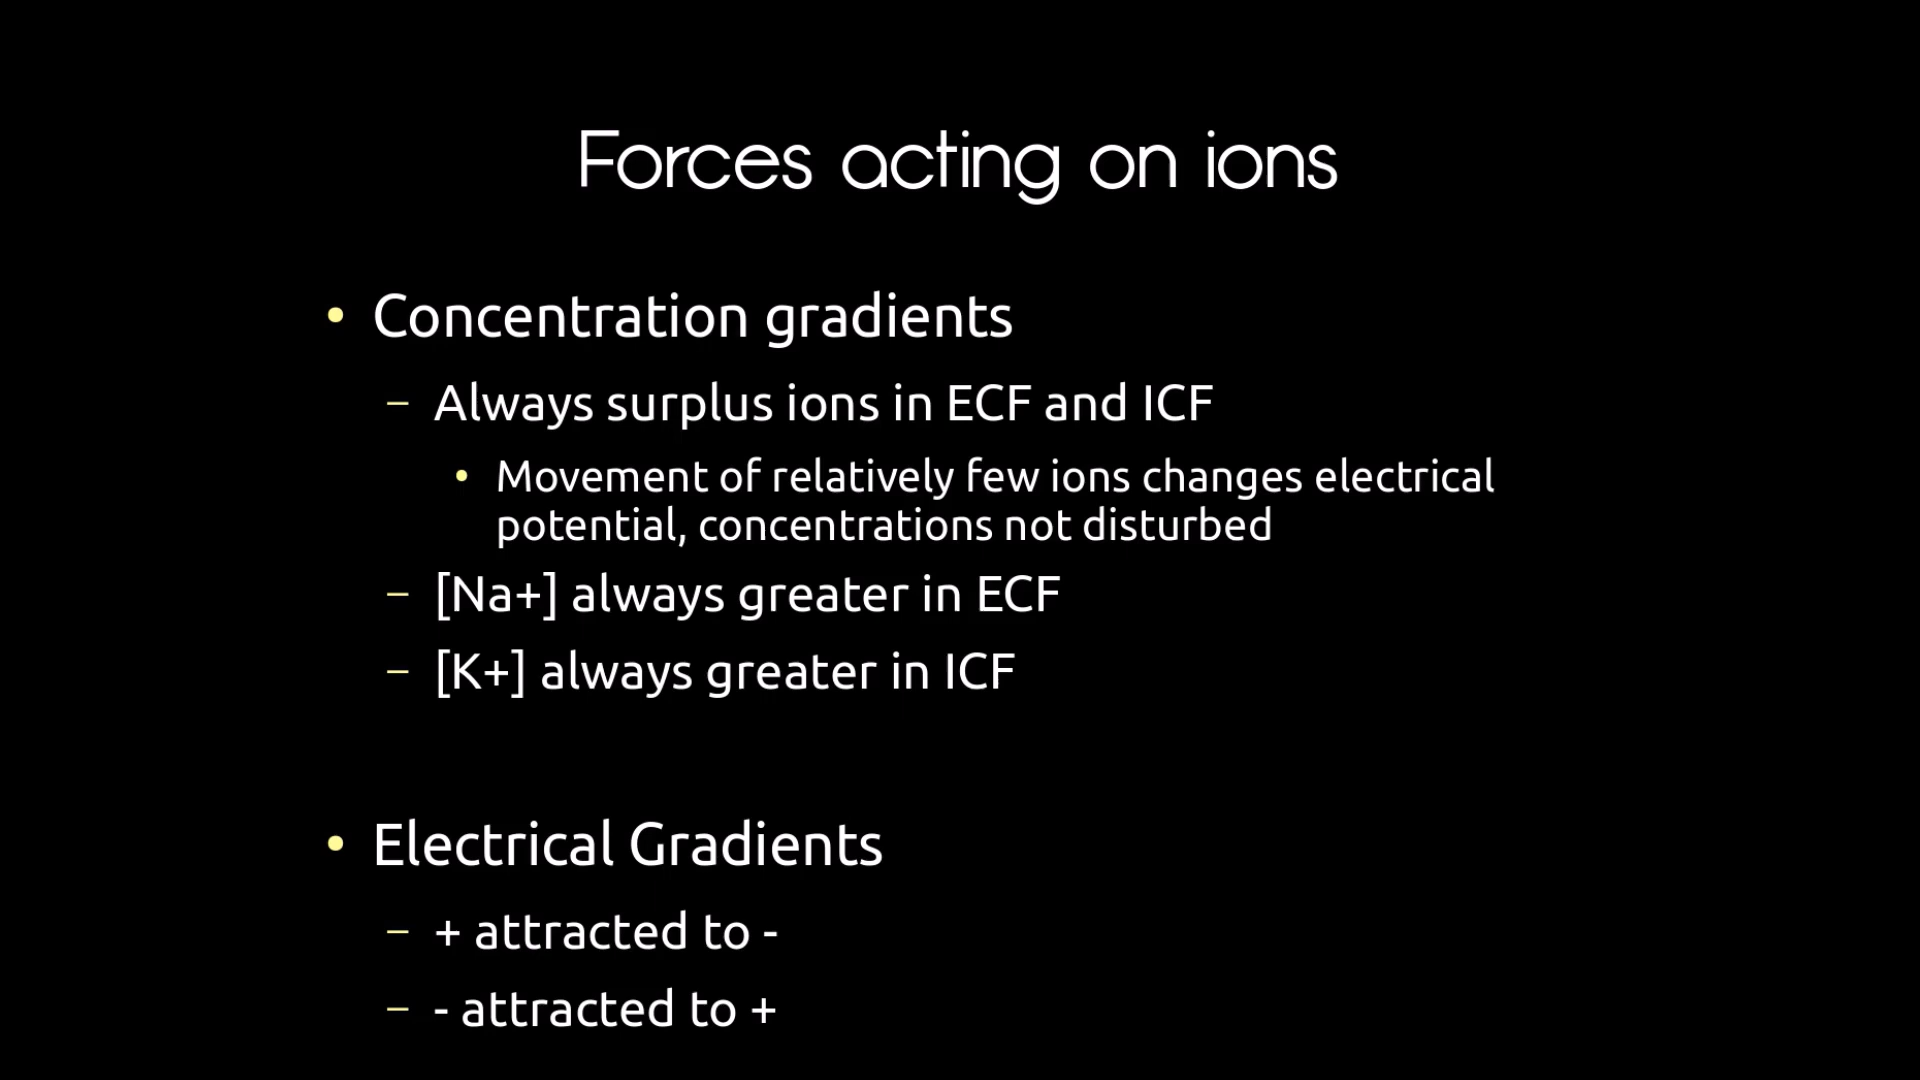 Forces acting on ions
• Concentration gradients
– Always surplus ions in ECF and ICF
• Movement of relatively few ions changes electrical
potential, concentrations not disturbed
– [Na+] always greater in ECF
– [K+] always greater in ICF
• Electrical Gradients
– + attracted to -
– - attracted to +